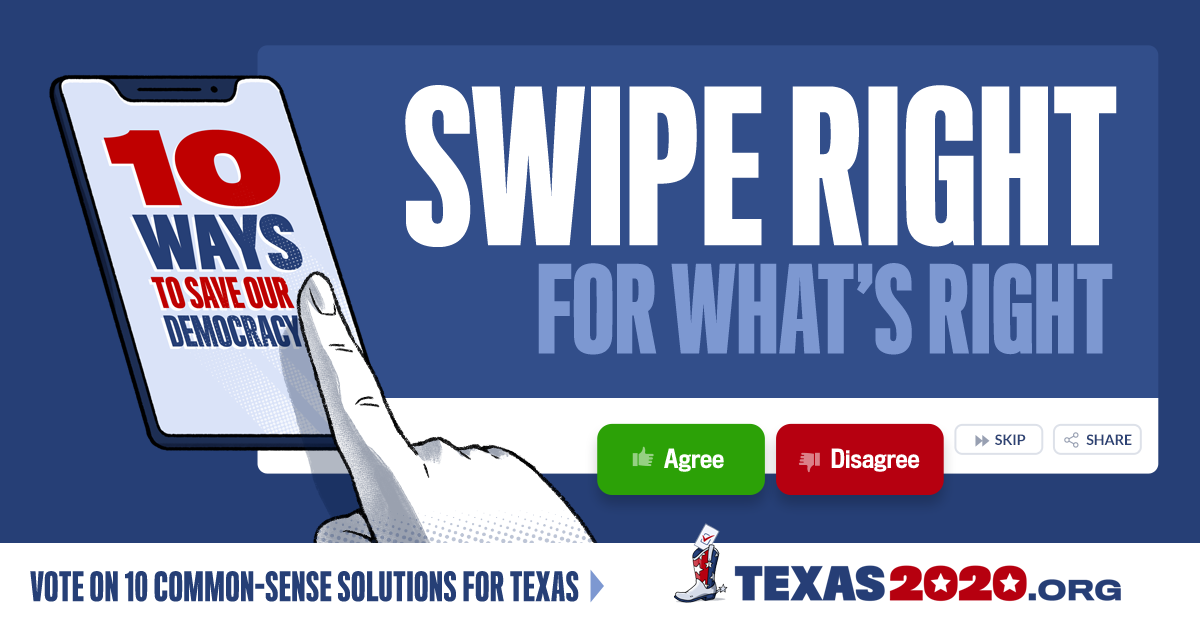 10
WAYS
TO SAVE OUR
DEMOCRACY
SWIPE RIGHT
FOR WHAT'S RIGHT
Agree
Disagree
SKIP
SHARE
VOTE ON 10 COMMON-SENSE SOLUTIONS FOR TEXAS
TEXAS2020.ORG